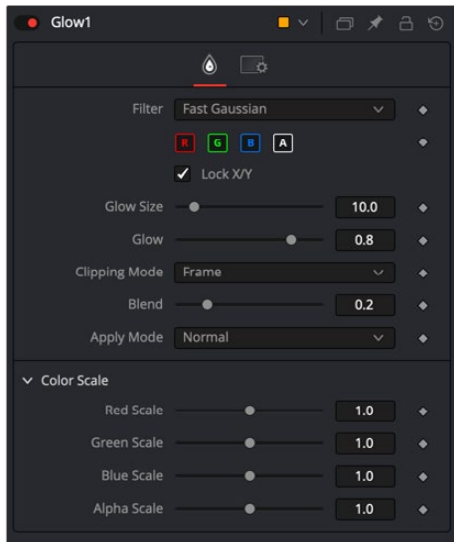 Glow1
Filter Fast Gaussian
R G B A
Lock X/Y
Glow Size 10.0
Glow 0.8
Clipping Mode Frame
Blend 0.2
Apply Mode Normal
Color Scale
Red Scale 1.0
Green Scale 1.0
Blue Scale 1.0
Alpha Scale 1.0